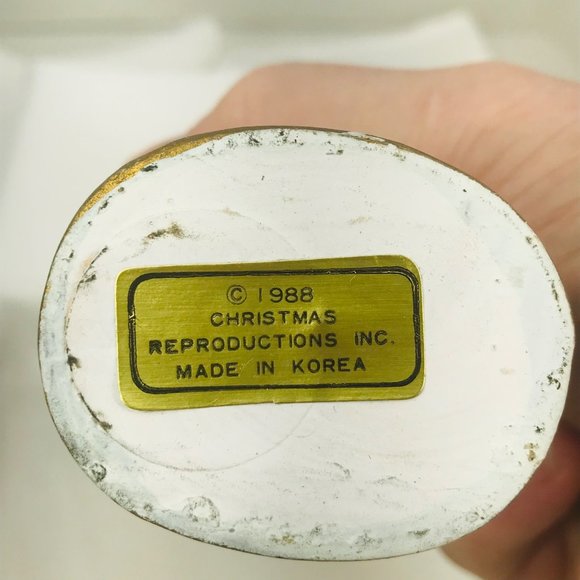 © 1988
CHRISTMAS
REPRODUCTIONS INC.
MADE IN KOREA